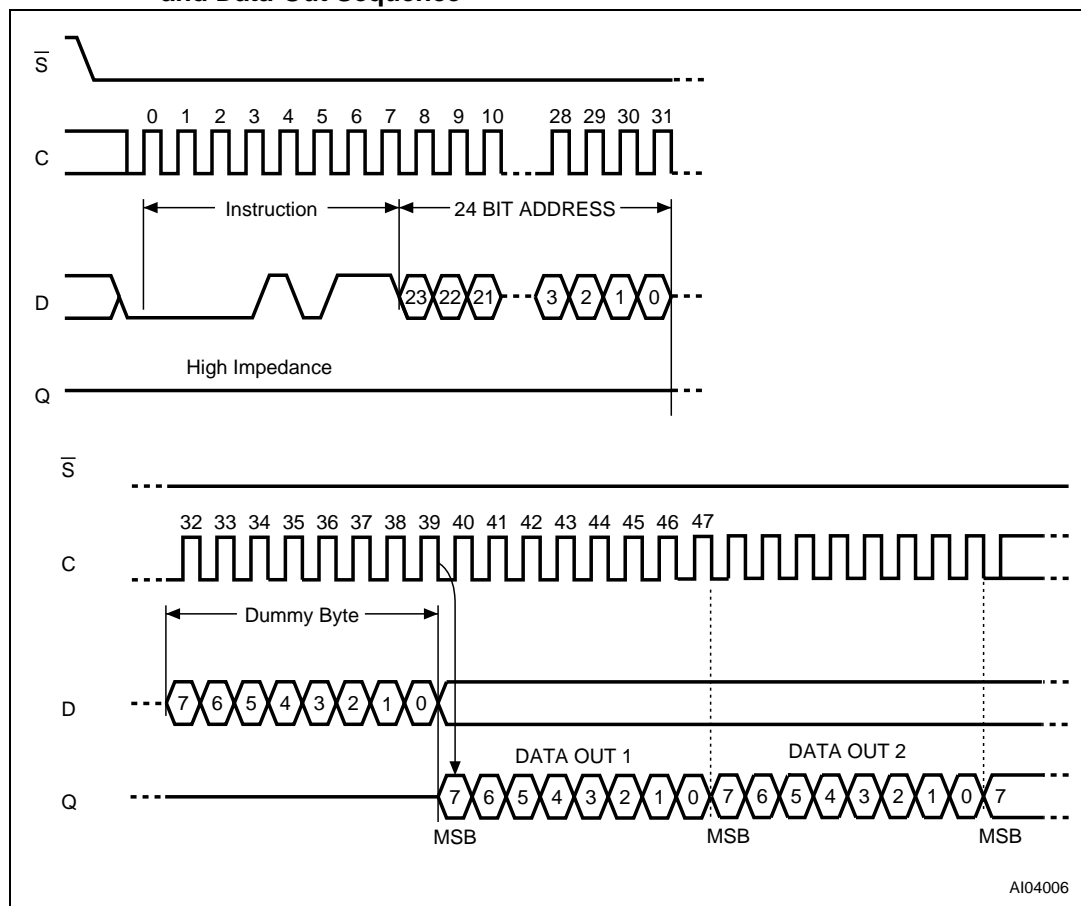 and Data-Out Sequence
S
0 1 2 3 4 5 6 7 8 9 10 28 29 30 31
C
Instruction 24 BIT ADDRESS
D 23 22 21 3 2 1 0
High Impedance
Q
S
32 33 34 35 36 37 38 39 40 41 42 43 44 45 46 47
C
Dummy Byte
D 7 6 5 4 3 2 1 0
DATA OUT 1 DATA OUT 2
Q 7 6 5 4 3 2 1 0 7 6 5 4 3 2 1 0 7
MSB MSB MSB
AI04006